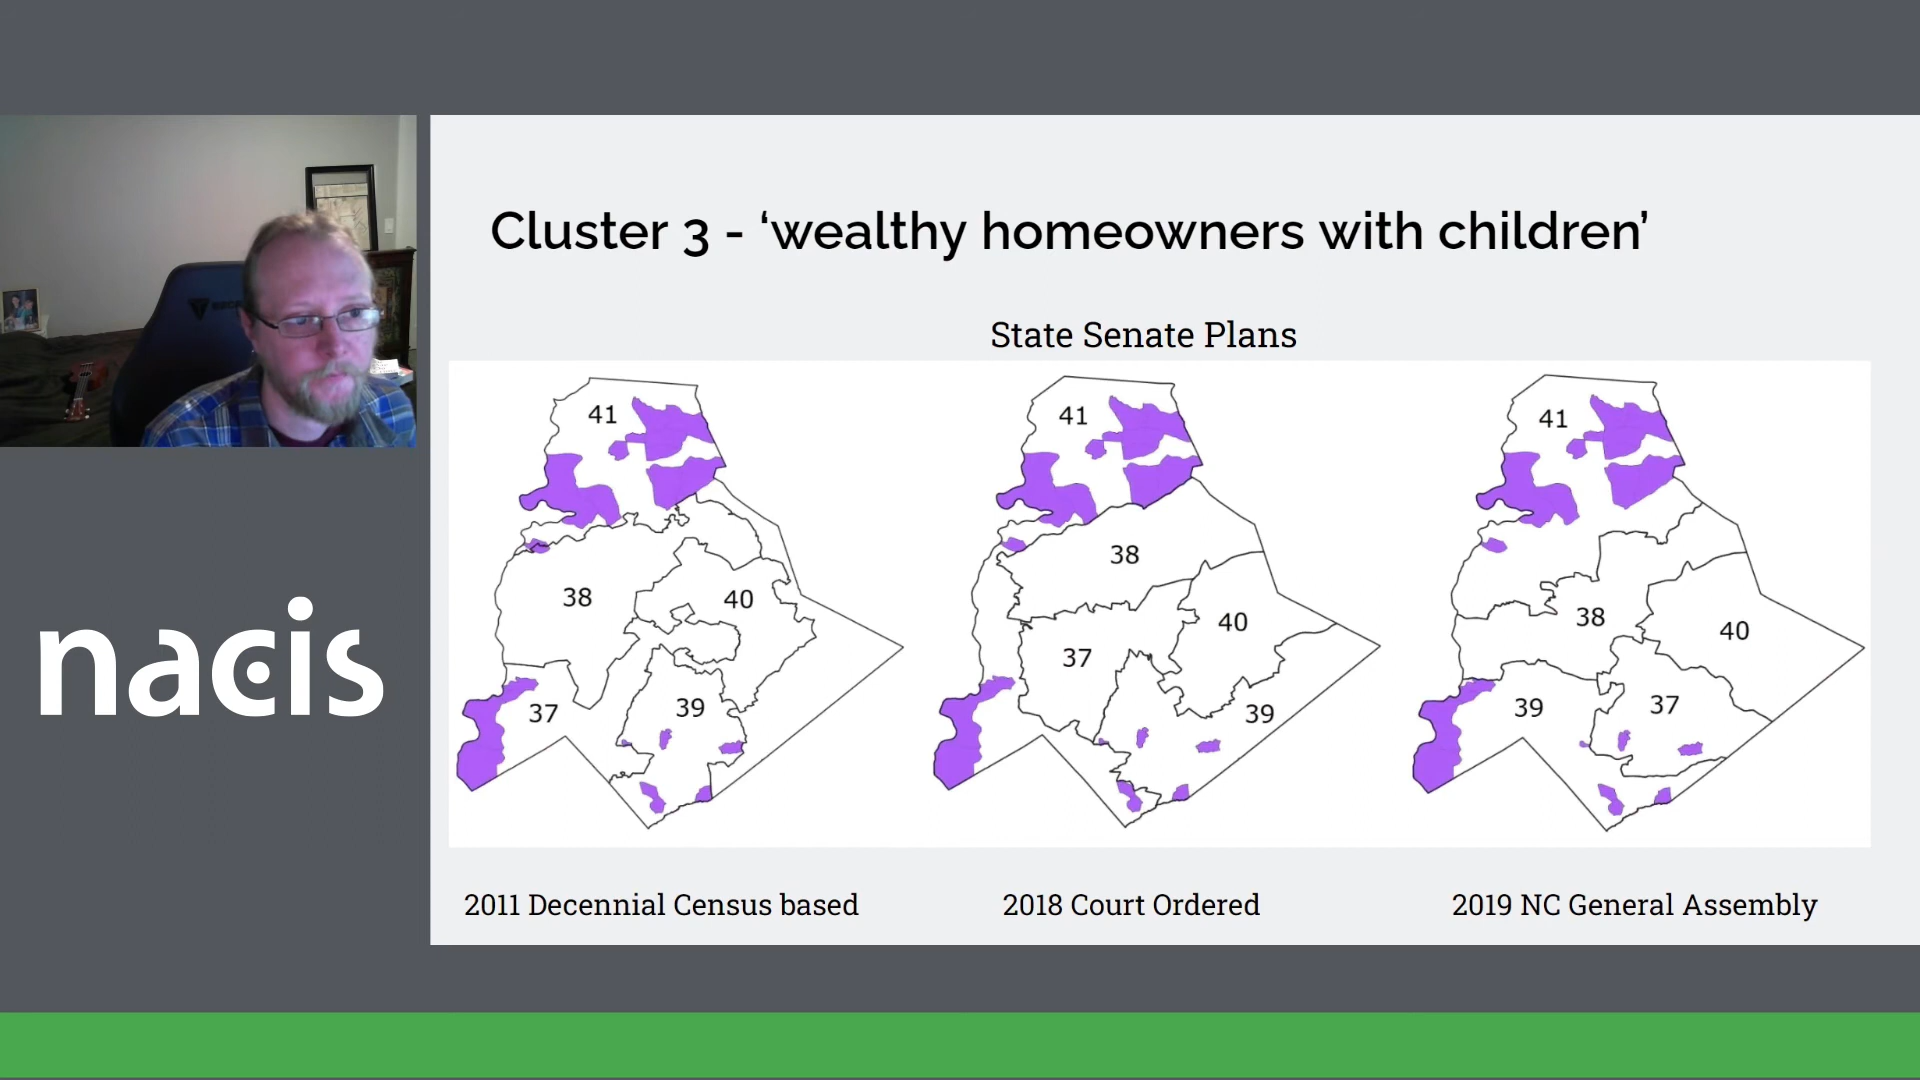 Cluster 3 - ‘wealthy homeowners with children’
State Senate Plans
41
38
40
37
39
41
38
40
37
39
41
38
40
39
37
2011 Decennial Census based
2018 Court Ordered
2019 NC General Assembly
nacis